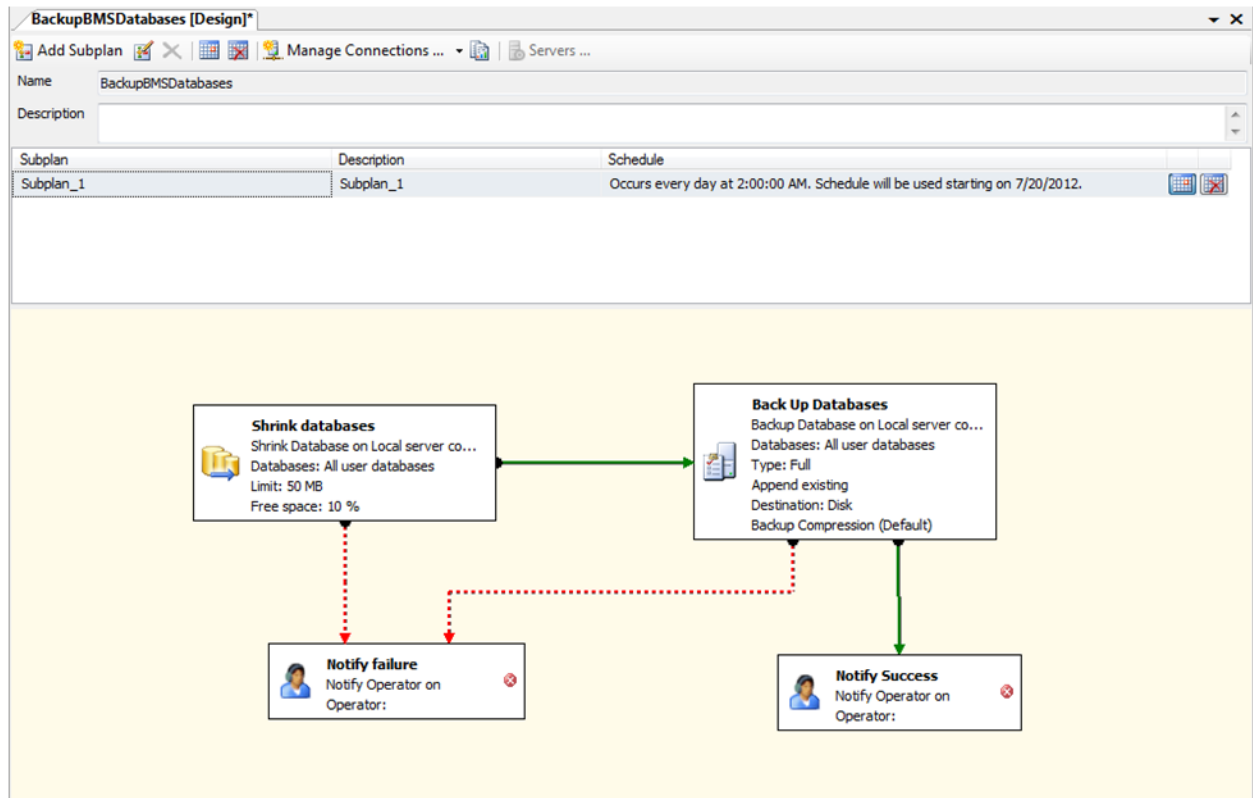 BackupBMSDatabases [Design]*
Add Subplan Manage Connections ... Servers ...
Name BackupBMSDatabases
Description
Subplan Description Schedule
Subplan_1 Subplan_1 Occurs every day at 2:00:00 AM. Schedule will be used starting on 7/20/2012.
Shrink databases
Shrink Database on Local server co...
Databases: All user databases
Limit: 50 MB
Free space: 10 %
Back Up Databases
Backup Database on Local server co...
Databases: All user databases
Type: Full
Append existing
Destination: Disk
Backup Compression (Default)
Notify failure
Notify Operator on
Operator:
Notify Success
Notify Operator on
Operator: